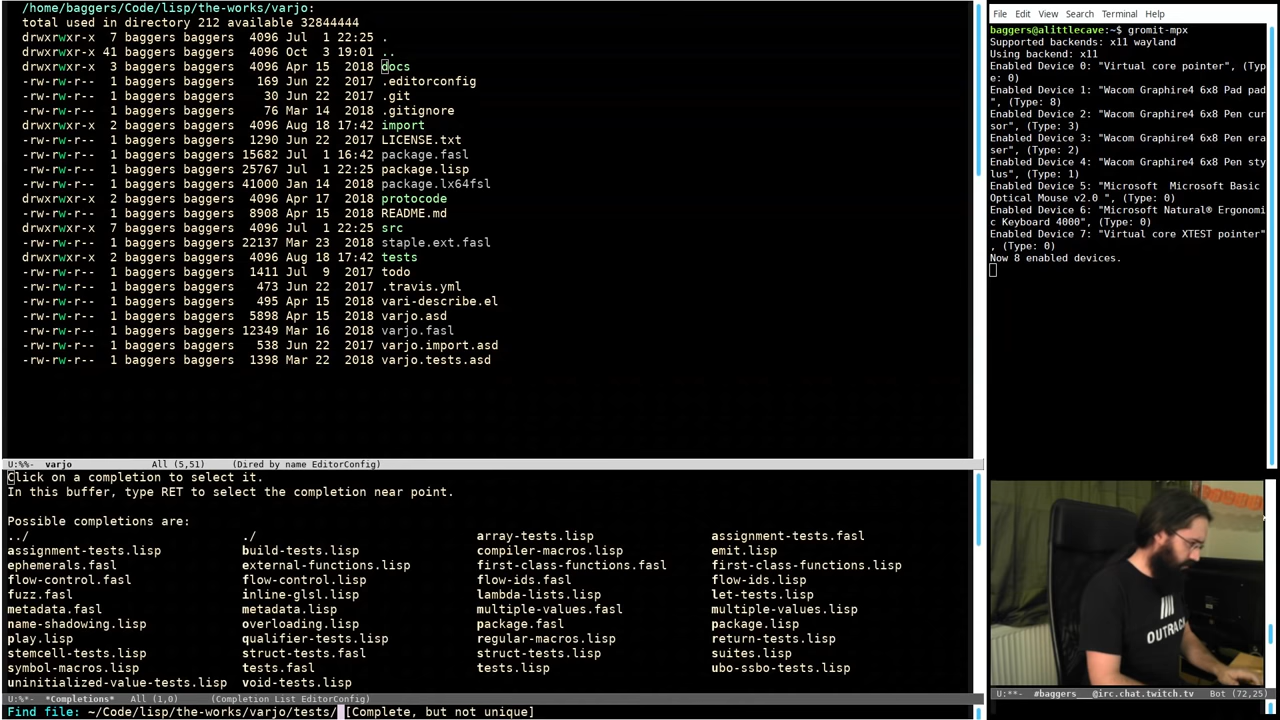 /home/baggers/Code/lisp/the-works/varjo:
total used in directory 212 available 32844444
drwxrwxr-x 7 baggers baggers 4096 Jul 1 22:25 .
drwxrwxr-x 41 baggers baggers 4096 Oct 3 19:01 ..
drwxrwxr-x 3 baggers baggers 4096 Apr 15 2018 docs
-rw-rw-r-- 1 baggers baggers 169 Jun 22 2017 .editorconfig
-rw-rw-r-- 1 baggers baggers 30 Jun 22 2017 .git
-rw-rw-r-- 1 baggers baggers 76 Mar 14 2018 .gitignore
drwxrwxr-x 2 baggers baggers 4096 Aug 18 17:42 import
-rw-rw-r-- 1 baggers baggers 1290 Jun 22 2017 LICENSE.txt
-rw-rw-r-- 1 baggers baggers 15682 Jul 1 16:42 package.fasl
-rw-rw-r-- 1 baggers baggers 25767 Jul 1 22:25 package.lisp
-rw-rw-r-- 1 baggers baggers 41000 Jan 14 2018 package.lx64fsl
drwxrwxr-x 2 baggers baggers 4096 Apr 17 2018 protocode
-rw-rw-r-- 1 baggers baggers 8908 Apr 15 2018 README.md
drwxrwxr-x 7 baggers baggers 4096 Jul 1 22:25 src
-rw-rw-r-- 1 baggers baggers 22137 Mar 23 2018 staple.ext.fasl
drwxrwxr-x 2 baggers baggers 4096 Aug 18 17:42 tests
-rw-rw-r-- 1 baggers baggers 1411 Jul 9 2017 todo
-rw-rw-r-- 1 baggers baggers 473 Jun 22 2017 .travis.yml
-rw-rw-r-- 1 baggers baggers 495 Apr 15 2018 vari-describe.el
-rw-rw-r-- 1 baggers baggers 5898 Apr 15 2018 varjo.asd
-rw-rw-r-- 1 baggers baggers 12349 Mar 16 2018 varjo.fasl
-rw-rw-r-- 1 baggers baggers 538 Jun 22 2017 varjo.import.asd
-rw-rw-r-- 1 baggers baggers 1398 Mar 22 2018 varjo.tests.asd
U:%%- varjo All (5,51) (Dired by name EditorConfig)
Click on a completion to select it.
In this buffer, type RET to select the completion near point.
Possible completions are:
../ ./ array-tests.lisp assignment-tests.fasl
assignment-tests.lisp build-tests.lisp compiler-macros.lisp emit.lisp
ephemerals.fasl external-functions.lisp first-class-functions.fasl first-class-functions.lisp
flow-control.fasl flow-control.lisp flow-ids.fasl flow-ids.lisp
fuzz.fasl inline-glsl.lisp lambda-lists.lisp let-tests.lisp
metadata.fasl metadata.lisp multiple-values.fasl multiple-values.lisp
name-shadowing.lisp overloading.lisp package.fasl package.lisp
play.lisp qualifier-tests.lisp regular-macros.lisp return-tests.lisp
stemcell-tests.lisp struct-tests.fasl struct-tests.lisp suites.lisp
symbol-macros.lisp tests.fasl tests.lisp ubo-ssbo-tests.lisp
uninitialized-value-tests.lisp void-tests.lisp
U:%*- *Completions* All (1,0) (Completion List EditorConfig)
Find file: ~/Code/lisp/the-works/varjo/tests/ [Complete, but not unique]
File Edit View Search Terminal Help
baggers@alittlecave:~$ gromit-mpx
Supported backends: x11 wayland
Using backend: x11
Enabled Device 0: "Virtual core pointer", (Typ
e: 0)
Enabled Device 1: "Wacom Graphire4 6x8 Pad pad
", (Type: 8)
Enabled Device 2: "Wacom Graphire4 6x8 Pen cur
sor", (Type: 3)
Enabled Device 3: "Wacom Graphire4 6x8 Pen era
ser", (Type: 2)
Enabled Device 4: "Wacom Graphire4 6x8 Pen sty
lus", (Type: 1)
Enabled Device 5: "Microsoft  Microsoft Basic
Optical Mouse v2.0 ", (Type: 0)
Enabled Device 6: "Microsoft Natural® Ergonomi
c Keyboard 4000", (Type: 0)
Enabled Device 7: "Virtual core XTEST pointer"
, (Type: 0)
Now 8 enabled devices.
OUTRAC
U:**- #baggers___@irc.chat.twitch.tv Bot (72,25)